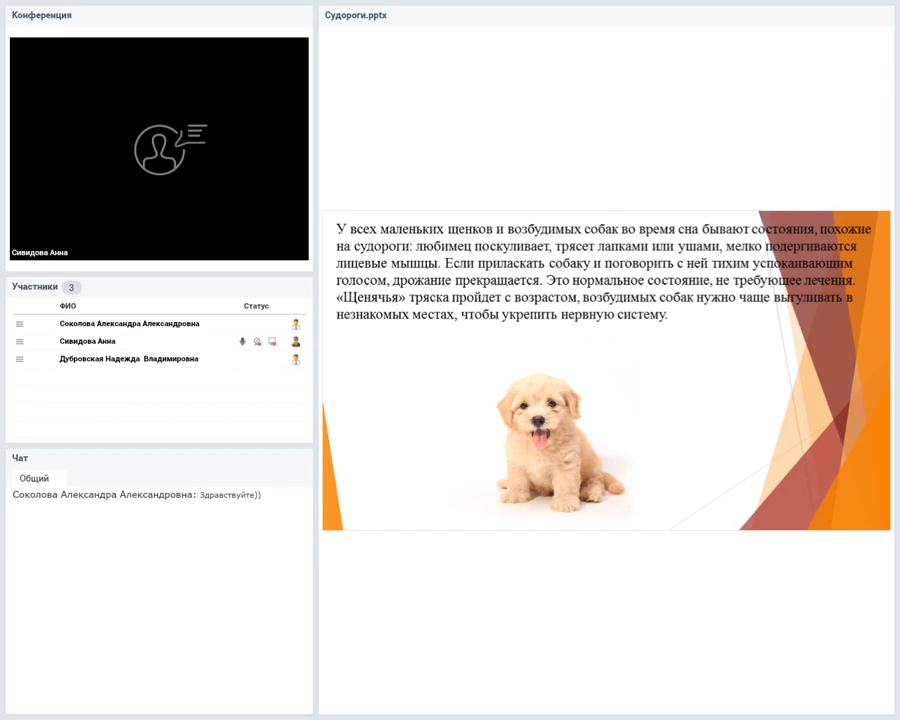 Конференция
Сивидова Анна
Участники 3
ФИО Статус
Соколова Александра Александровна
Сивидова Анна
Дубровская Надежда Владимировна
Чат
Общий
Соколова Александра Александровна: Здравствуйте))
Судороги.pptx
У всех маленьких щенков и возбудимых собак во время сна бывают состояния, похожие
на судороги: любимец поскуливает, трясет лапками или ушами, мелко подергиваются
лицевые мышцы. Если приласкать собаку и поговорить с ней тихим успокаивающим
голосом, дрожание прекращается. Это нормальное состояние, не требующее лечения.
«Щенячья» тряска пройдет с возрастом, возбудимых собак нужно чаще выгуливать в
незнакомых местах, чтобы укрепить нервную систему.